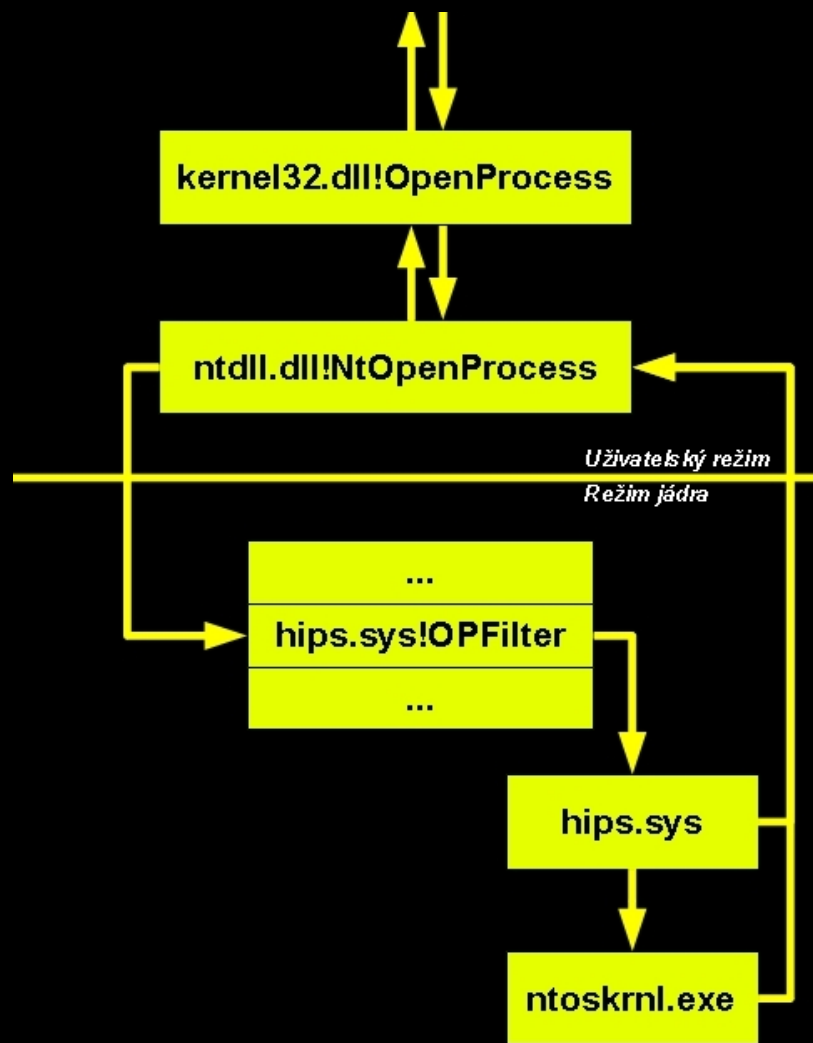 kernel32.dll!OpenProcess
ntdll.dll!NtOpenProcess
Uživatelský režim
Režim jádra
...
hips.sys!OPFilter
...
hips.sys
ntoskrnl.exe